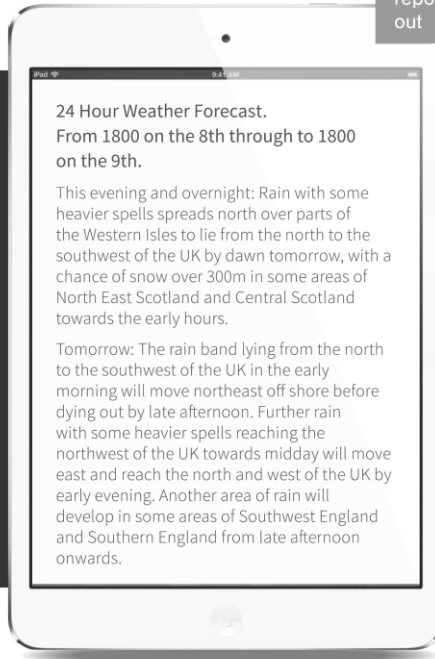 repo
out
iPad
9:41 AM
24 Hour Weather Forecast.
From 1800 on the 8th through to 1800
on the 9th.
This evening and overnight: Rain with some
heavier spells spreads north over parts of
the Western Isles to lie from the north to the
southwest of the UK by dawn tomorrow, with a
chance of snow over 300m in some areas of
North East Scotland and Central Scotland
towards the early hours.
Tomorrow: The rain band lying from the north
to the southwest of the UK in the early
morning will move northeast off shore before
dying out by late afternoon. Further rain
with some heavier spells reaching the
northwest of the UK towards midday will move
east and reach the north and west of the UK by
early evening. Another area of rain will
develop in some areas of Southwest England
and Southern England from late afternoon
onwards.